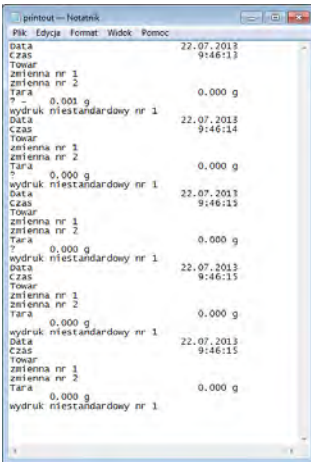 printout — Notatnik
Plik Edycja Format Widok Pomoc
Data 22.07.2013
Czas 9:46:13
Towar
zmienna nr 1
zmienna nr 2
Tara 0.000 g
? - 0.001 g
wydruk niestandardowy nr 1
Data 22.07.2013
Czas 9:46:14
Towar
zmienna nr 1
zmienna nr 2
Tara 0.000 g
? 0.000 g
wydruk niestandardowy nr 1
Data 22.07.2013
Czas 9:46:15
Towar
zmienna nr 1
zmienna nr 2
Tara 0.000 g
? 0.000 g
wydruk niestandardowy nr 1
Data 22.07.2013
Czas 9:46:15
Towar
zmienna nr 1
zmienna nr 2
Tara 0.000 g
0.000 g
wydruk niestandardowy nr 1
Data 22.07.2013
Czas 9:46:15
Towar
zmienna nr 1
zmienna nr 2
Tara 0.000 g
0.000 g
wydruk niestandardowy nr 1